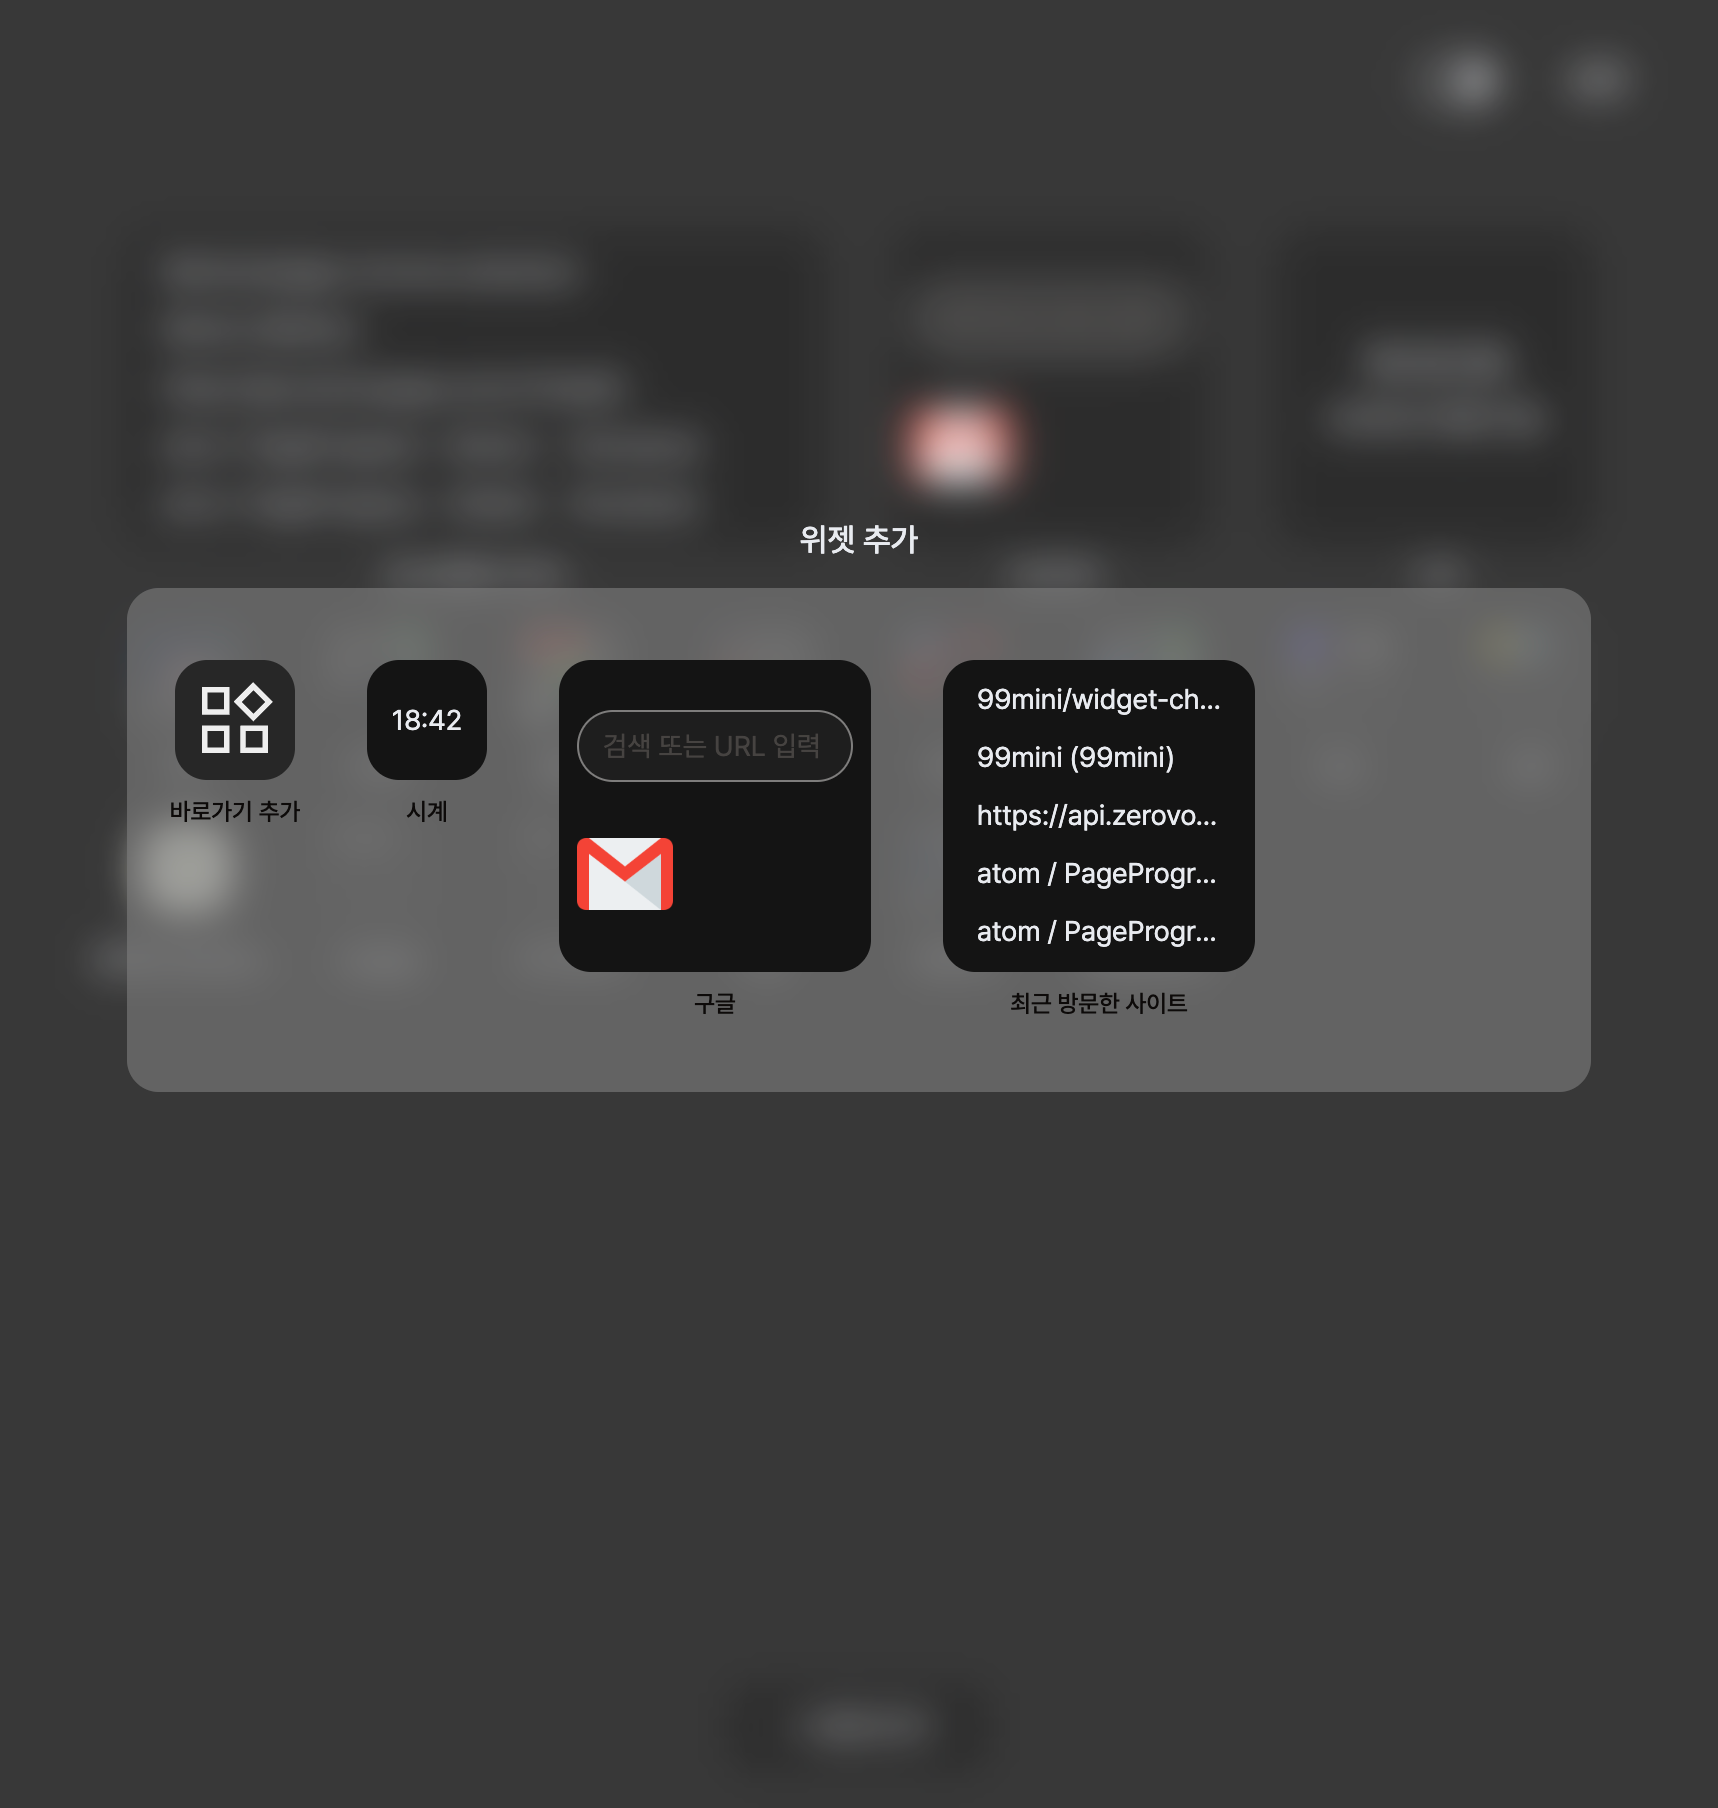 위젯 추가
바로가기 추가
18:42
시계
검색 또는 URL 입력
구글
99mini/widget-ch...
99mini (99mini)
https://api.zerovo...
atom / PageProgr...
atom / PageProgr...
최근 방문한 사이트